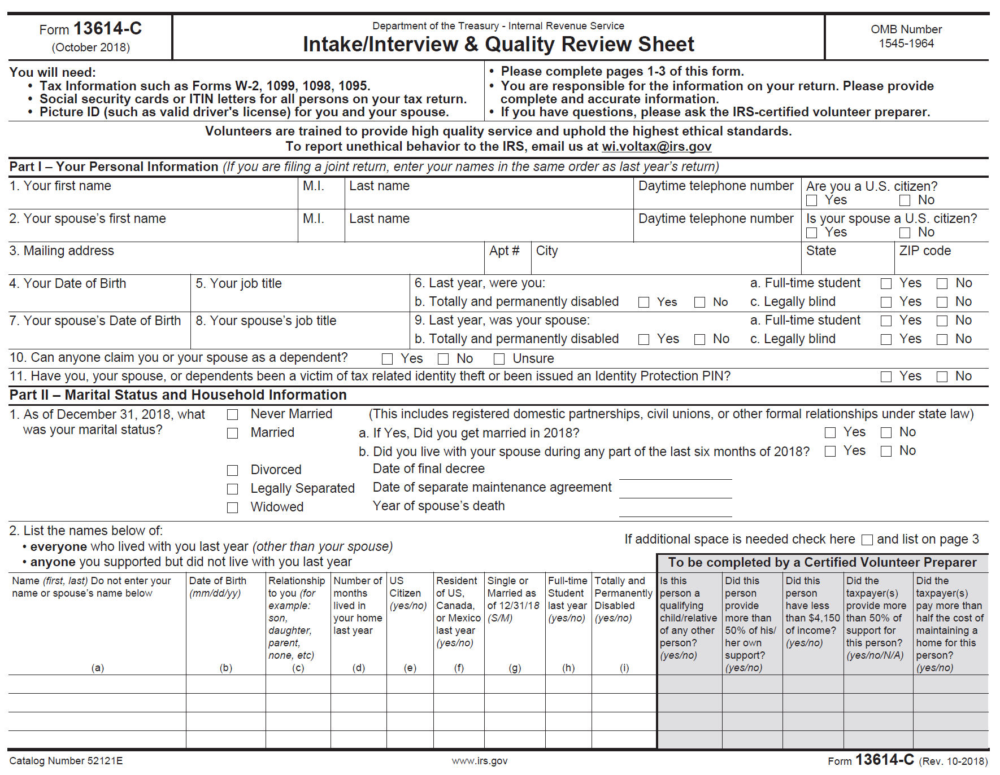 Form 13614-C
(October 2018)
Department of the Treasury - Internal Revenue Service
Intake/Interview & Quality Review Sheet
OMB Number
1545-1964
You will need:
• Tax Information such as Forms W-2, 1099, 1098, 1095.
• Social security cards or ITIN letters for all persons on your tax return.
• Picture ID (such as valid driver's license) for you and your spouse.
• Please complete pages 1-3 of this form.
• You are responsible for the information on your return. Please provide
complete and accurate information.
• If you have questions, please ask the IRS-certified volunteer preparer.
Volunteers are trained to provide high quality service and uphold the highest ethical standards.
To report unethical behavior to the IRS, email us at wi.voltax@irs.gov
Part I – Your Personal Information (If you are filing a joint return, enter your names in the same order as last year’s return)
1. Your first name M.I. Last name Daytime telephone number Are you a U.S. citizen?
Yes No
2. Your spouse’s first name M.I. Last name Daytime telephone number Is your spouse a U.S. citizen?
Yes No
3. Mailing address Apt # City State ZIP code
4. Your Date of Birth 5. Your job title 6. Last year, were you: a. Full-time student Yes No
b. Totally and permanently disabled Yes No c. Legally blind Yes No
7. Your spouse’s Date of Birth 8. Your spouse’s job title 9. Last year, was your spouse: a. Full-time student Yes No
b. Totally and permanently disabled Yes No c. Legally blind Yes No
10. Can anyone claim you or your spouse as a dependent? Yes No Unsure
11. Have you, your spouse, or dependents been a victim of tax related identity theft or been issued an Identity Protection PIN? Yes No
Part II – Marital Status and Household Information
1. As of December 31, 2018, what
was your marital status?
Never Married (This includes registered domestic partnerships, civil unions, or other formal relationships under state law)
Married a. If Yes, Did you get married in 2018? Yes No
b. Did you live with your spouse during any part of the last six months of 2018? Yes No
Divorced Date of final decree
Legally Separated Date of separate maintenance agreement
Widowed Year of spouse’s death
2. List the names below of:
• everyone who lived with you last year (other than your spouse)
• anyone you supported but did not live with you last year
If additional space is needed check here and list on page 3
To be completed by a Certified Volunteer Preparer
Name (first, last) Do not enter your
name or spouse’s name below
(a)
Date of Birth
(mm/dd/yy)
(b)
Relationship
to you (for
example:
son,
daughter,
parent,
none, etc)
(c)
Number of
months
lived in
your home
last year
(d)
US
Citizen
(yes/no)
(e)
Resident
of US,
Canada,
or Mexico
last year
(yes/no)
(f)
Single or
Married as
of 12/31/18
(S/M)
(g)
Full-time
Student
last year
(yes/no)
(h)
Totally and
Permanently
Disabled
(yes/no)
(i)
Is this
person a
qualifying
child/relative
of any other
person?
(yes/no)
Did this
person
provide
more than
50% of his/
her own
support?
(yes/no)
Did this
person
have less
than $4,150
of income?
(yes/no)
Did the
taxpayer(s)
provide more
than 50% of
support for
this person?
(yes/no/N/A)
Did the
taxpayer(s)
pay more than
half the cost of
maintaining a
home for this
person?
(yes/no)
Catalog Number 52121E
www.irs.gov
Form 13614-C (Rev. 10-2018)